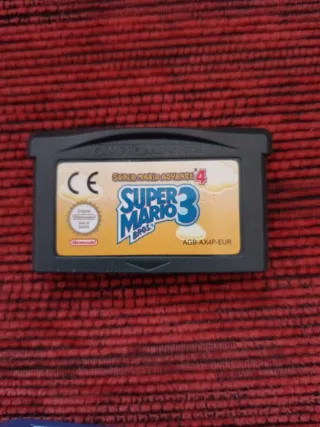 GAME BOY ADVANCE
SUPER MARIO ADVANCE 4
CE
SUPER
MARIO 3
BROS.
Nintendo
AGB-AX4P-EUR